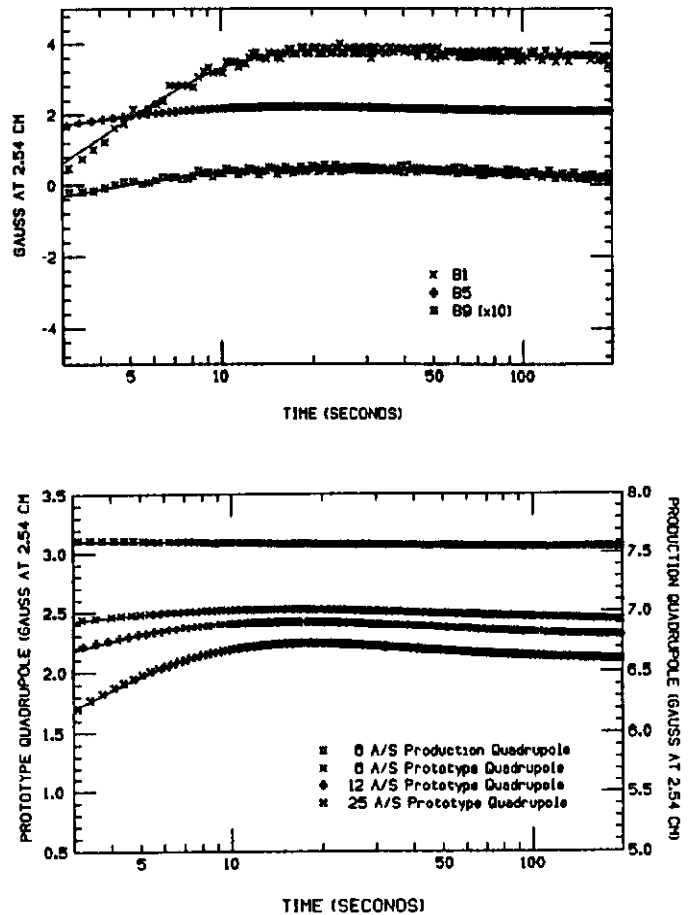 4
2
0
-2
-4
GAUSS AT 2.54 CM
× B1
B5
B9 (x10)
5 10 50 100
TIME (SECONDS)
3.5
3.0
2.5
2.0
1.5
1.0
0.5
PROTOTYPE QUADRUPOLE (GAUSS AT 2.54 CM
8.0
7.5
7.0
6.5
6.0
5.5
5.0
PRODUCTION QUADRUPOLE (GAUSS AT 2.54 CM)
6 A/S Production Quadrupole
6 A/S Prototype Quadrupole
12 A/S Prototype Quadrupole
25 A/S Prototype Quadrupole
5 10 50 100
TIME (SECONDS)